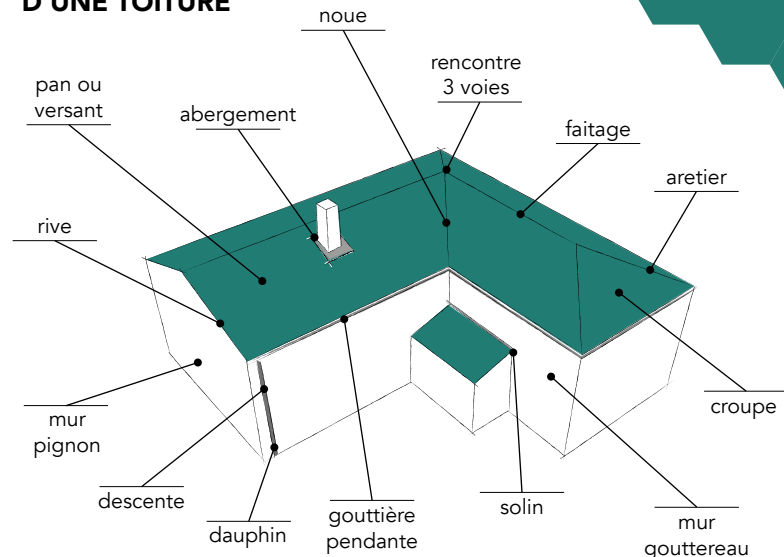 D'UNE TOITURE
noue
rencontre
3 voies
pan ou
versant
abergement
faitage
aretier
rive
mur
pignon
croupe
descente
dauphin
gouttière
pendante
solin
mur
gouttereau